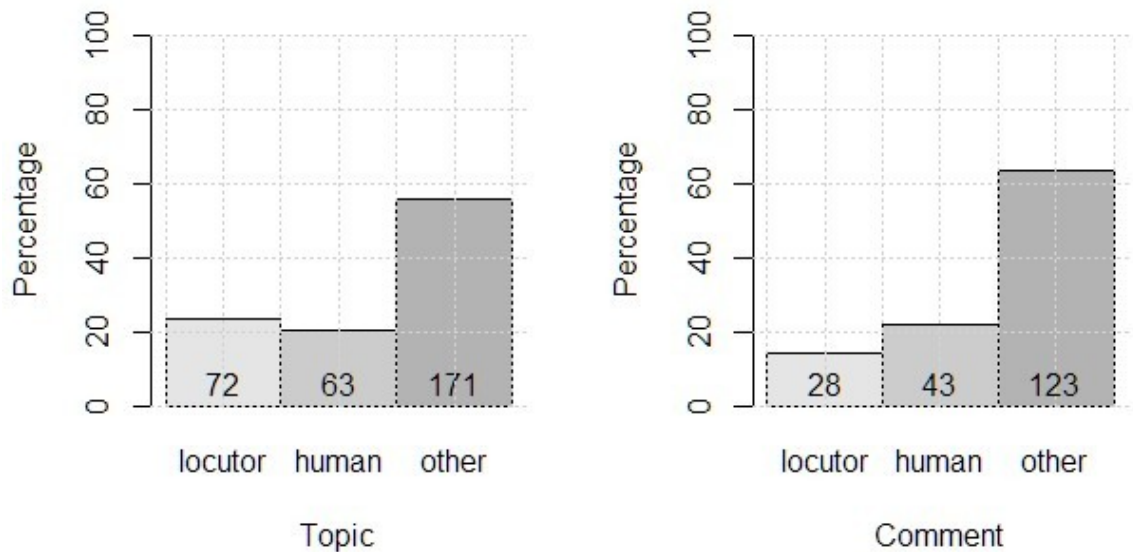 Percentage
100
80
60
40
20
0
72 63 171
locutor human other
Topic
Percentage
100
80
60
40
20
0
28 43 123
locutor human other
Comment